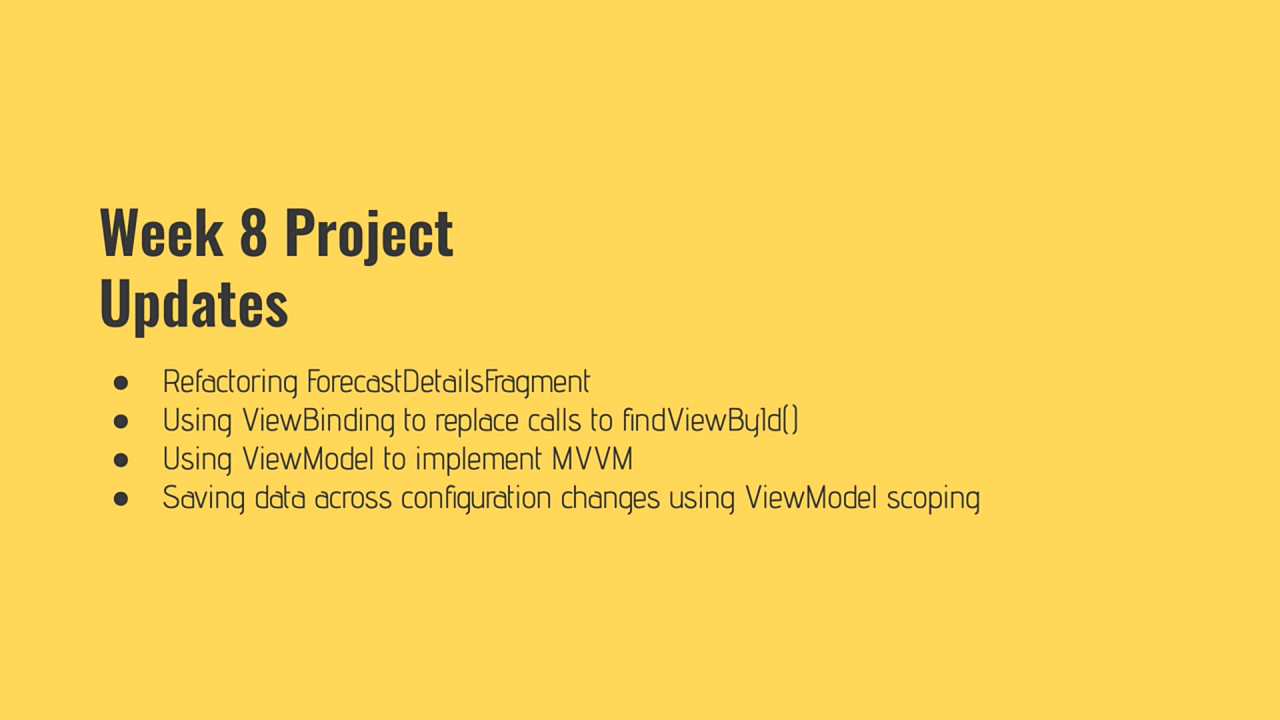 Week 8 Project
Updates
● Refactoring ForecastDetailsFragment
● Using ViewBinding to replace calls to findViewById()
● Using ViewModel to implement MVVM
● Saving data across configuration changes using ViewModel scoping